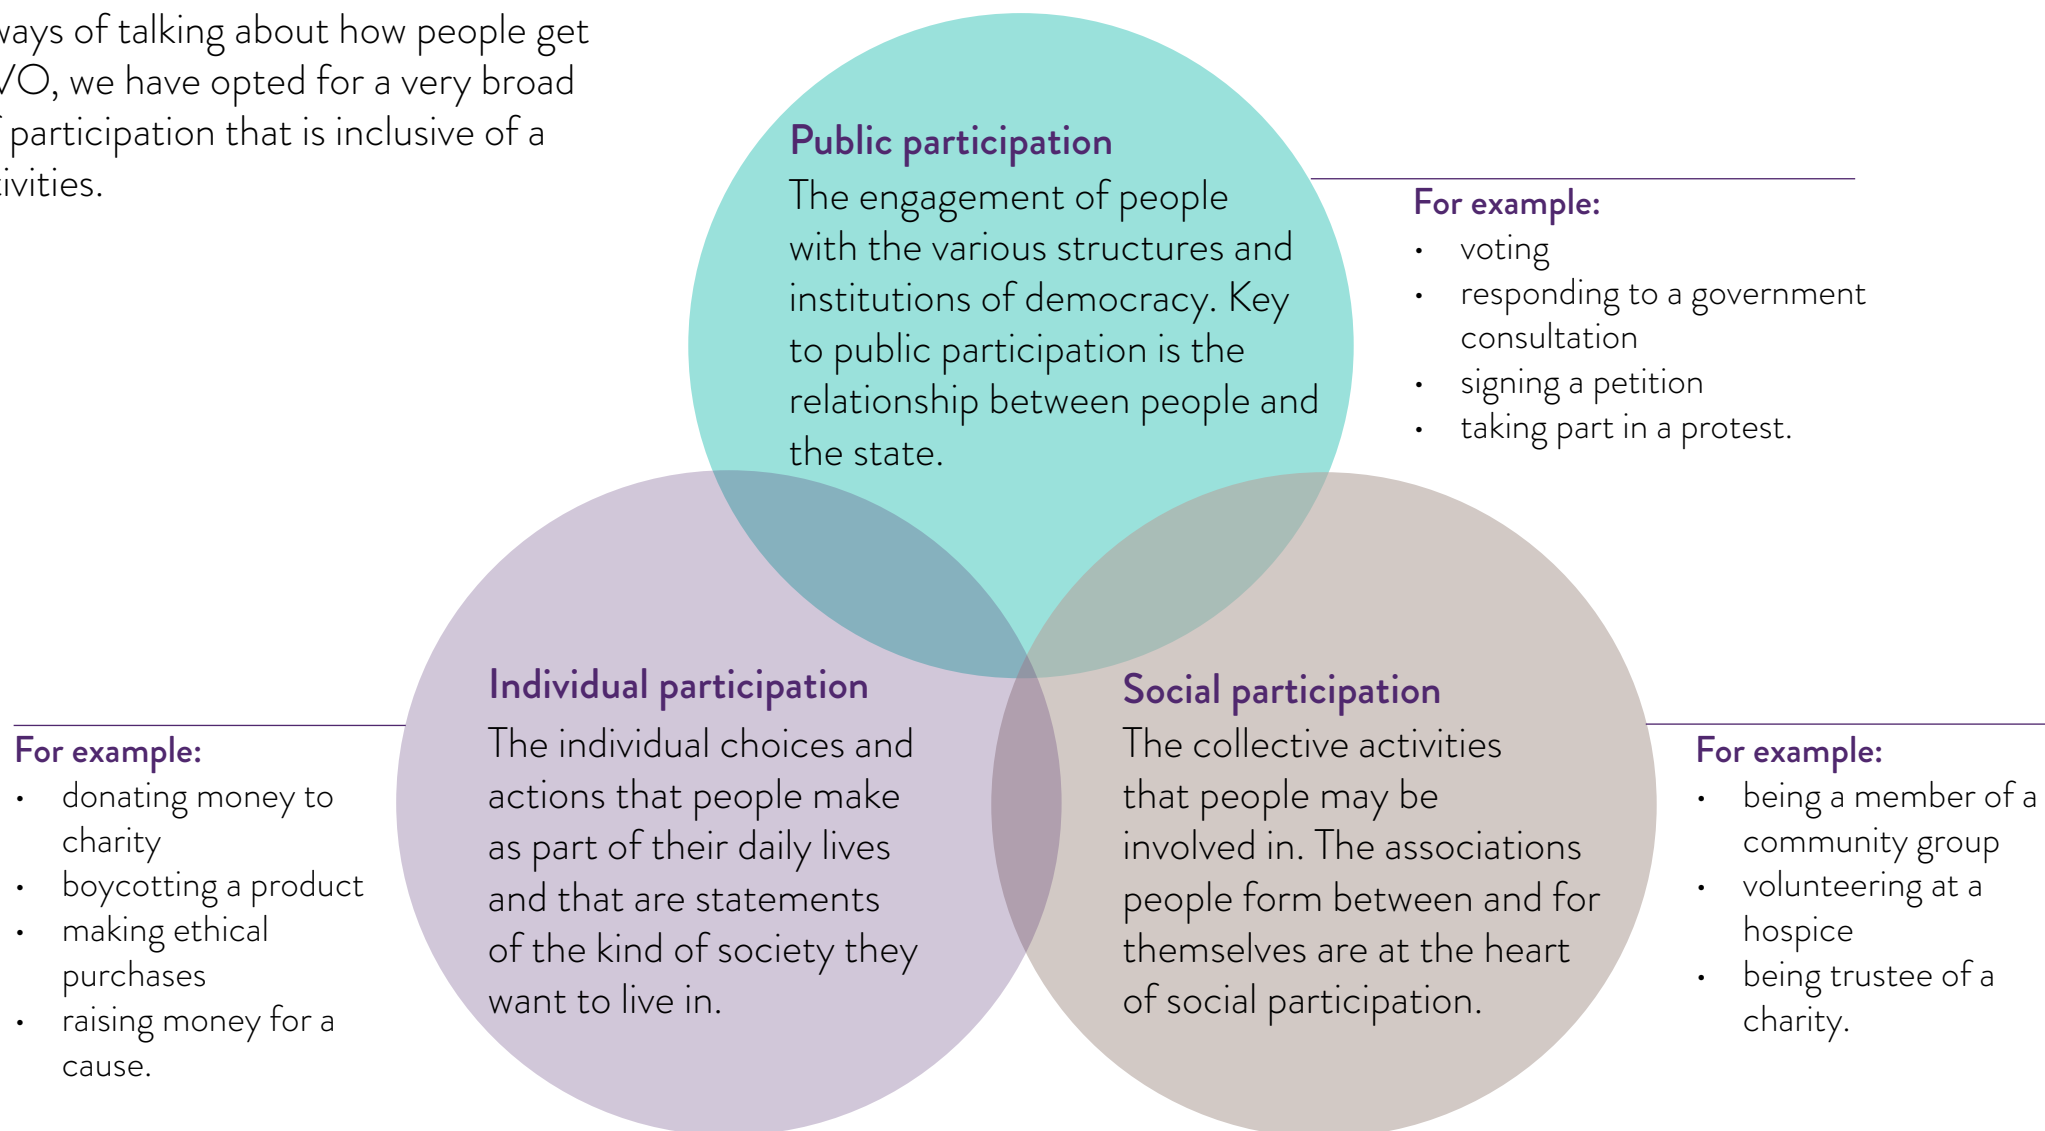 ways of talking about how people get
VO, we have opted for a very broad
participation that is inclusive of a
Public participation
The engagement of people
with the various structures and
institutions of democracy. Key
to public participation is the
relationship between people and
the state.
For example:
• voting
• responding to a government
consultation
• signing a petition
• taking part in a protest.
Individual participation
The individual choices and
actions that people make
as part of their daily lives
and that are statements
of the kind of society they
want to live in.
For example:
• donating money to
charity
• boycotting a product
• making ethical
purchases
• raising money for a
cause.
Social participation
The collective activities
that people may be
involved in. The associations
people form between and for
themselves are at the heart
of social participation.
For example:
• being a member of a
community group
• volunteering at a
hospice
• being trustee of a
charity.